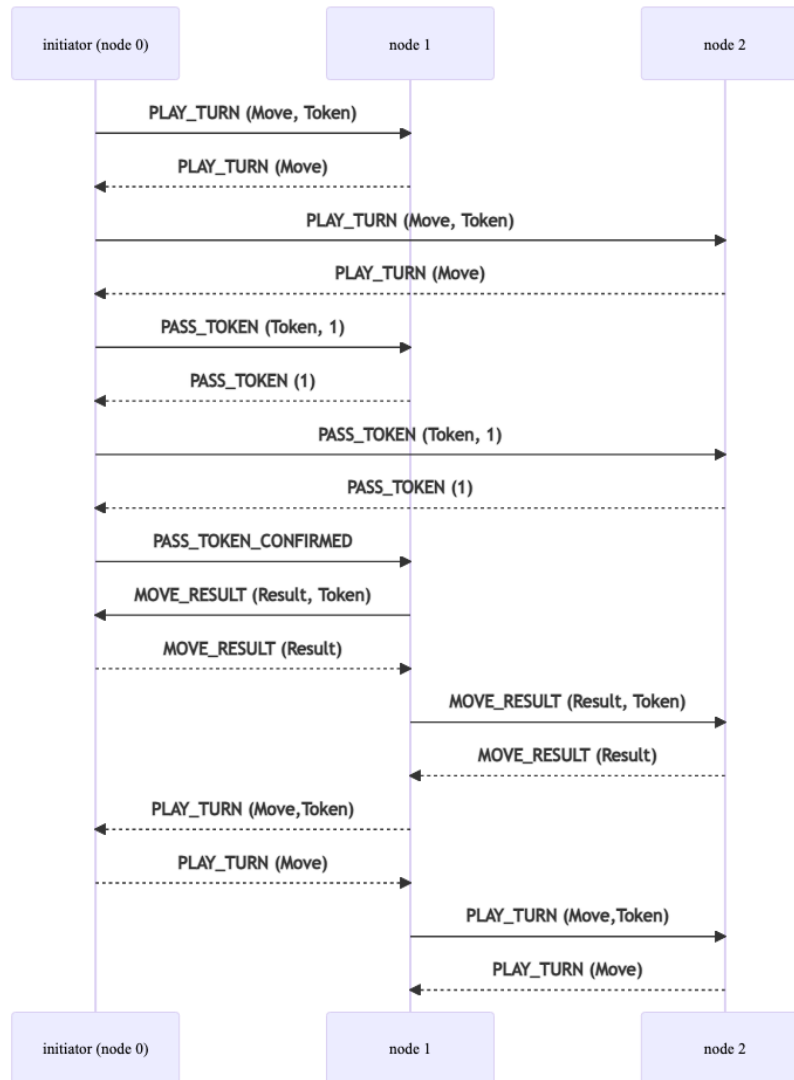 initiator (node 0) node 1 node 2
PLAY_TURN (Move, Token)
PLAY_TURN (Move)
PLAY_TURN (Move, Token)
PLAY_TURN (Move)
PASS_TOKEN (Token, 1)
PASS_TOKEN (1)
PASS_TOKEN (Token, 1)
PASS_TOKEN (1)
PASS_TOKEN_CONFIRMED
MOVE_RESULT (Result, Token)
MOVE_RESULT (Result)
MOVE_RESULT (Result, Token)
MOVE_RESULT (Result)
PLAY_TURN (Move,Token)
PLAY_TURN (Move)
PLAY_TURN (Move,Token)
PLAY_TURN (Move)
initiator (node 0) node 1 node 2